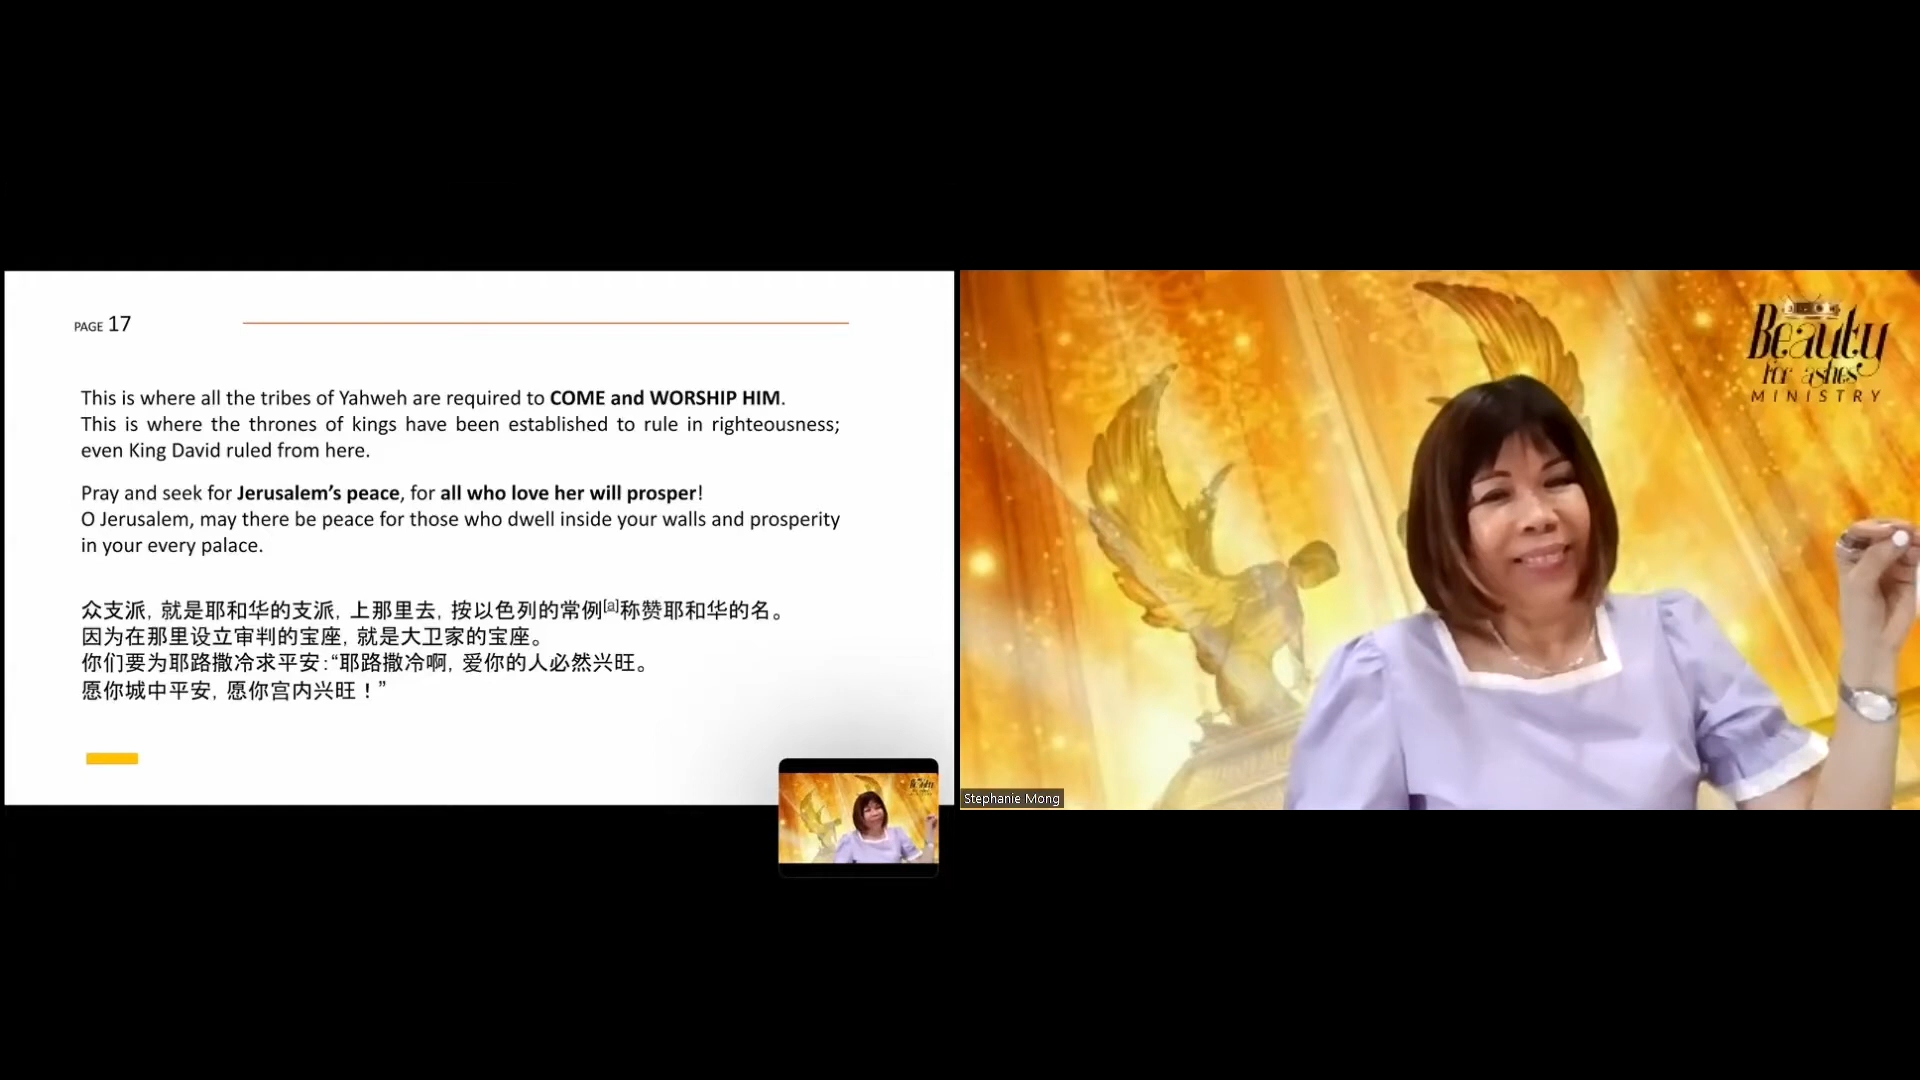 PAGE 17
This is where all the tribes of Yahweh are required to COME and WORSHIP HIM.
This is where the thrones of kings have been established to rule in righteousness;
even King David ruled from here.
Pray and seek for Jerusalem’s peace, for all who love her will prosper!
O Jerusalem, may there be peace for those who dwell inside your walls and prosperity
in your every palace.
众支派, 就是耶和华的支派, 上那里去, 按以色列的常例[a]称赞耶和华的名。
因为在那里设立审判的宝座, 就是大卫家的宝座。
你们要为耶路撒冷求平安:“耶路撒冷啊, 爱你的人必然兴旺。
愿你城中平安, 愿你宫内兴旺！”
Beauty
For ashes
MINISTRY
Stephanie Mong